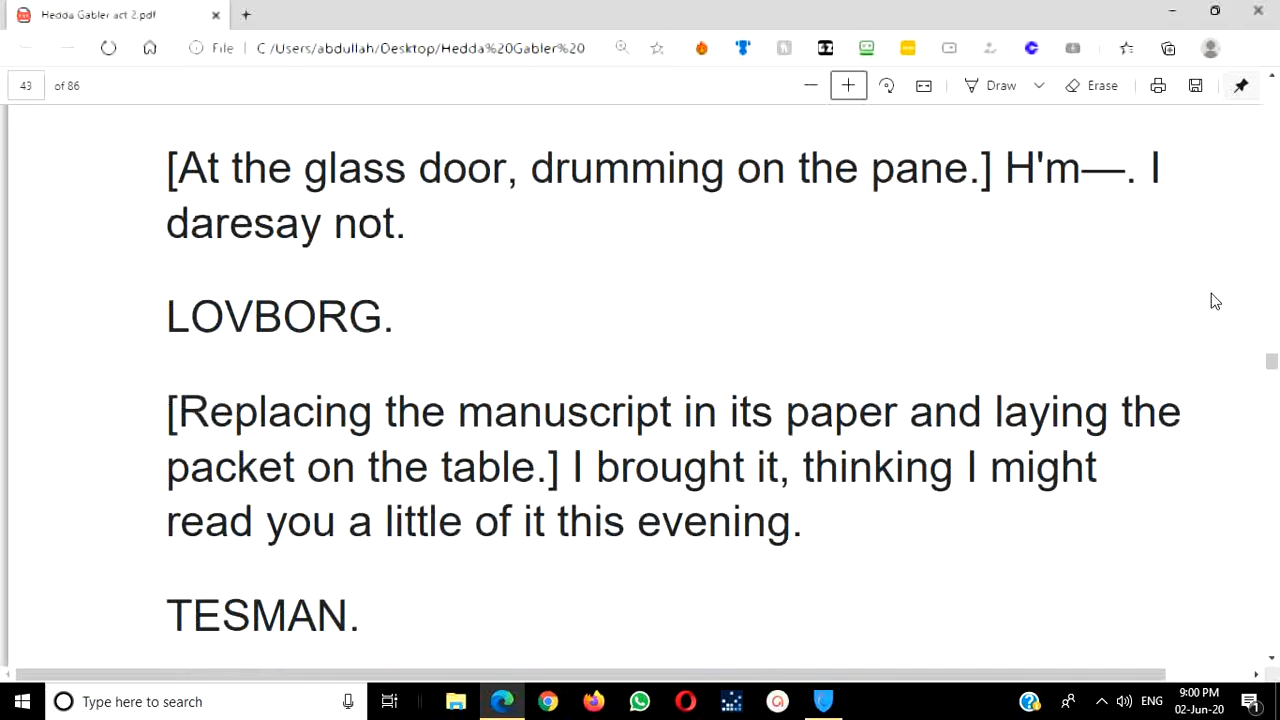 Hedda Gabler act 2.pdf
File C:/Users/abdullah/Desktop/Hedda%20Gabler%20
43 of 86 Draw Erase
[At the glass door, drumming on the pane.] H'm—. I
daresay not.
LOVBORG.
[Replacing the manuscript in its paper and laying the
packet on the table.] I brought it, thinking I might
read you a little of it this evening.
TESMAN.
Type here to search
ENG
9:00 PM
02-Jun-20